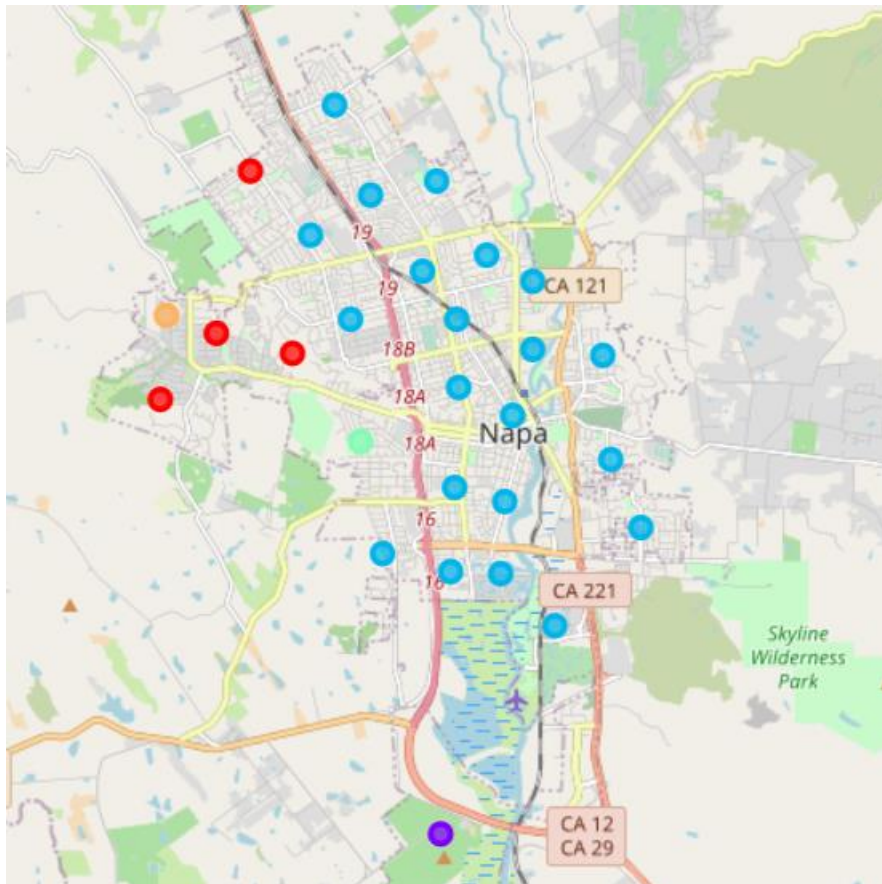 19
CA 121
19
18B
18A
Napa
18A
16
16
CA 221
Skyline
Wilderness
Park
CA 12
CA 29